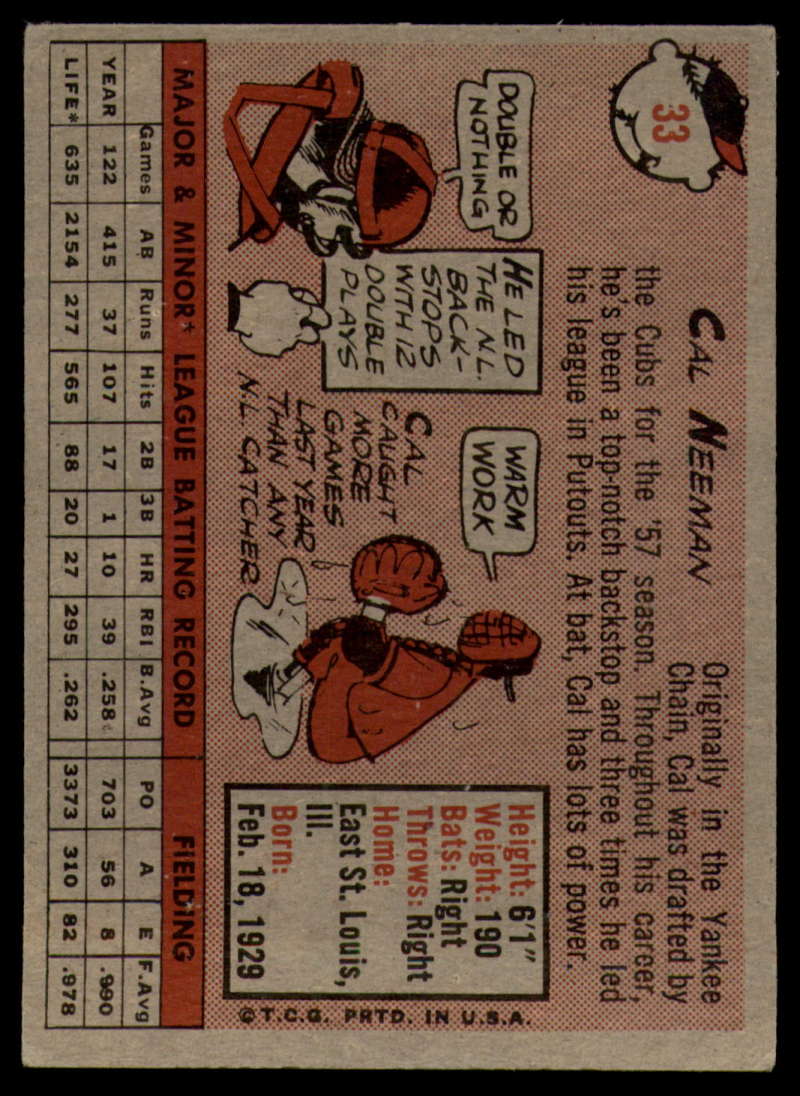 33
CAL NEEMAN
Originally in the Yankee
Chain, Cal was drafted by
the Cubs for the '57 season. Throughout his career,
he's been a top-notch backstop and three times he led
his league in Putouts. At bat, Cal has lots of power.
DOUBLE OR
NOTHING
HE LED
THE N.L.
BACK-
STOPS
WITH 12
DOUBLE
PLAYS
WARM
WORK
CAL
CAUGHT
MORE
GAMES
LAST YEAR
THAN ANY
N.L. CATCHER
Height: 6'1"
Weight: 190
Bats: Right
Throws: Right
Home:
East St. Louis,
Ill.
Born:
Feb. 18, 1929
©T.C.G. PRTD. IN U.S.A.
MAJOR & MINOR* LEAGUE BATTING RECORD FIELDING
Games AB Runs Hits 2B 3B HR RBI B.Avg PO A E F.Avg
YEAR 122 415 37 107 17 1 10 39 .258 703 56 8 .990
LIFE* 635 2154 277 565 88 20 27 295 .262 3373 310 82 .978